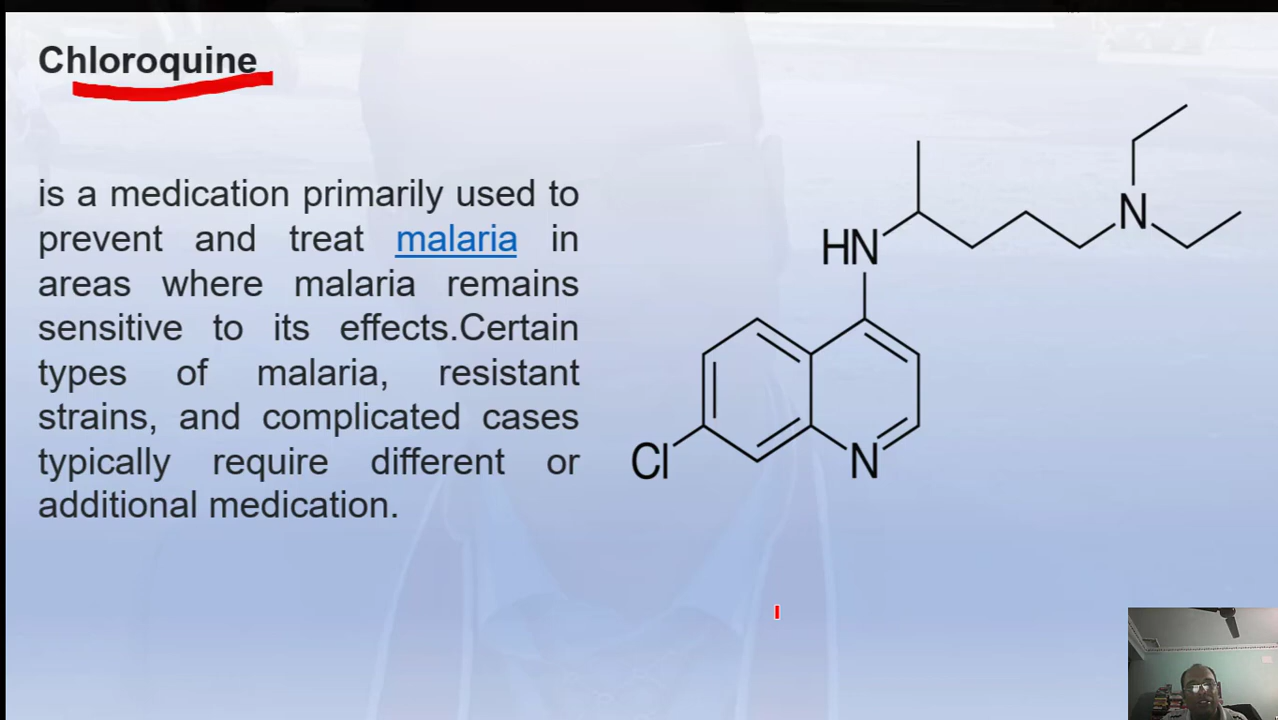 Chloroquine
is a medication primarily used to
prevent and treat malaria in
areas where malaria remains
sensitive to its effects.Certain
types of malaria, resistant
strains, and complicated cases
typically require different or
additional medication.
HN
N
Cl
N